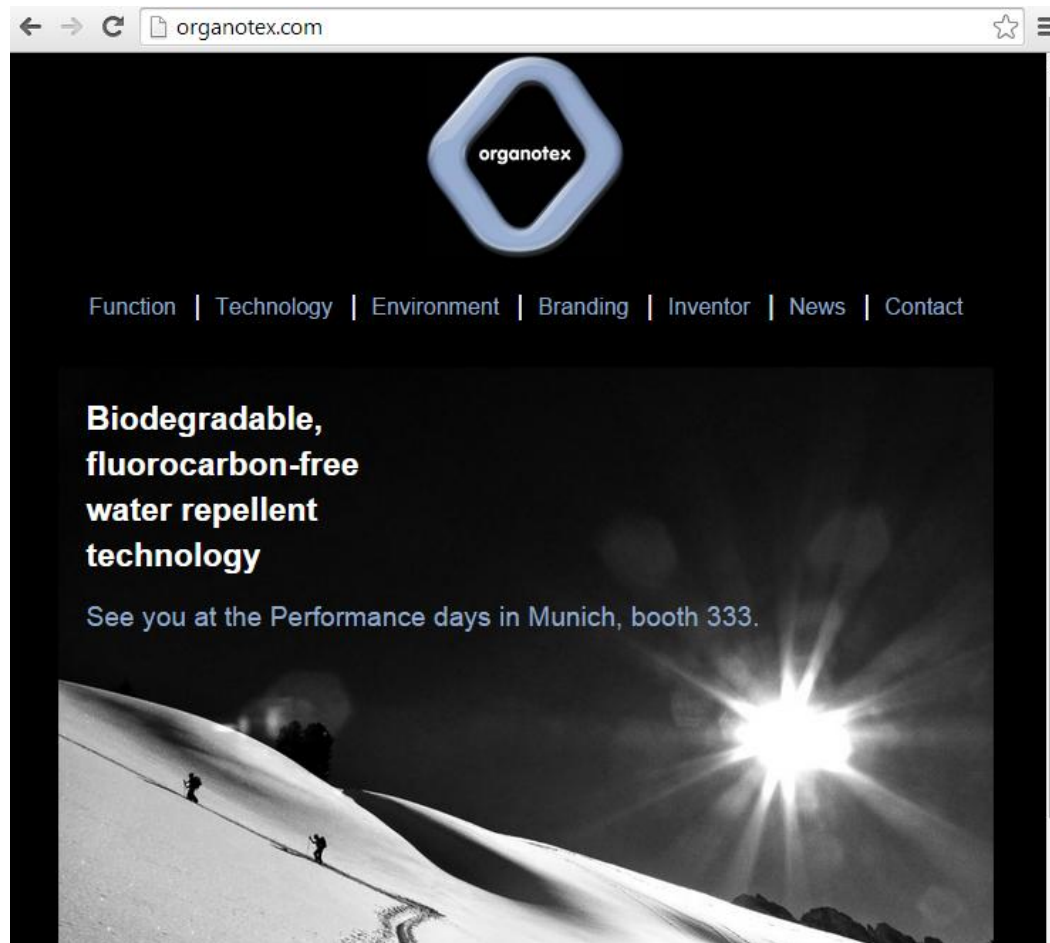 organotex.com
organotex
Function | Technology | Environment | Branding | Inventor | News | Contact
Biodegradable,
fluorocarbon-free
water repellent
technology
See you at the Performance days in Munich, booth 333.